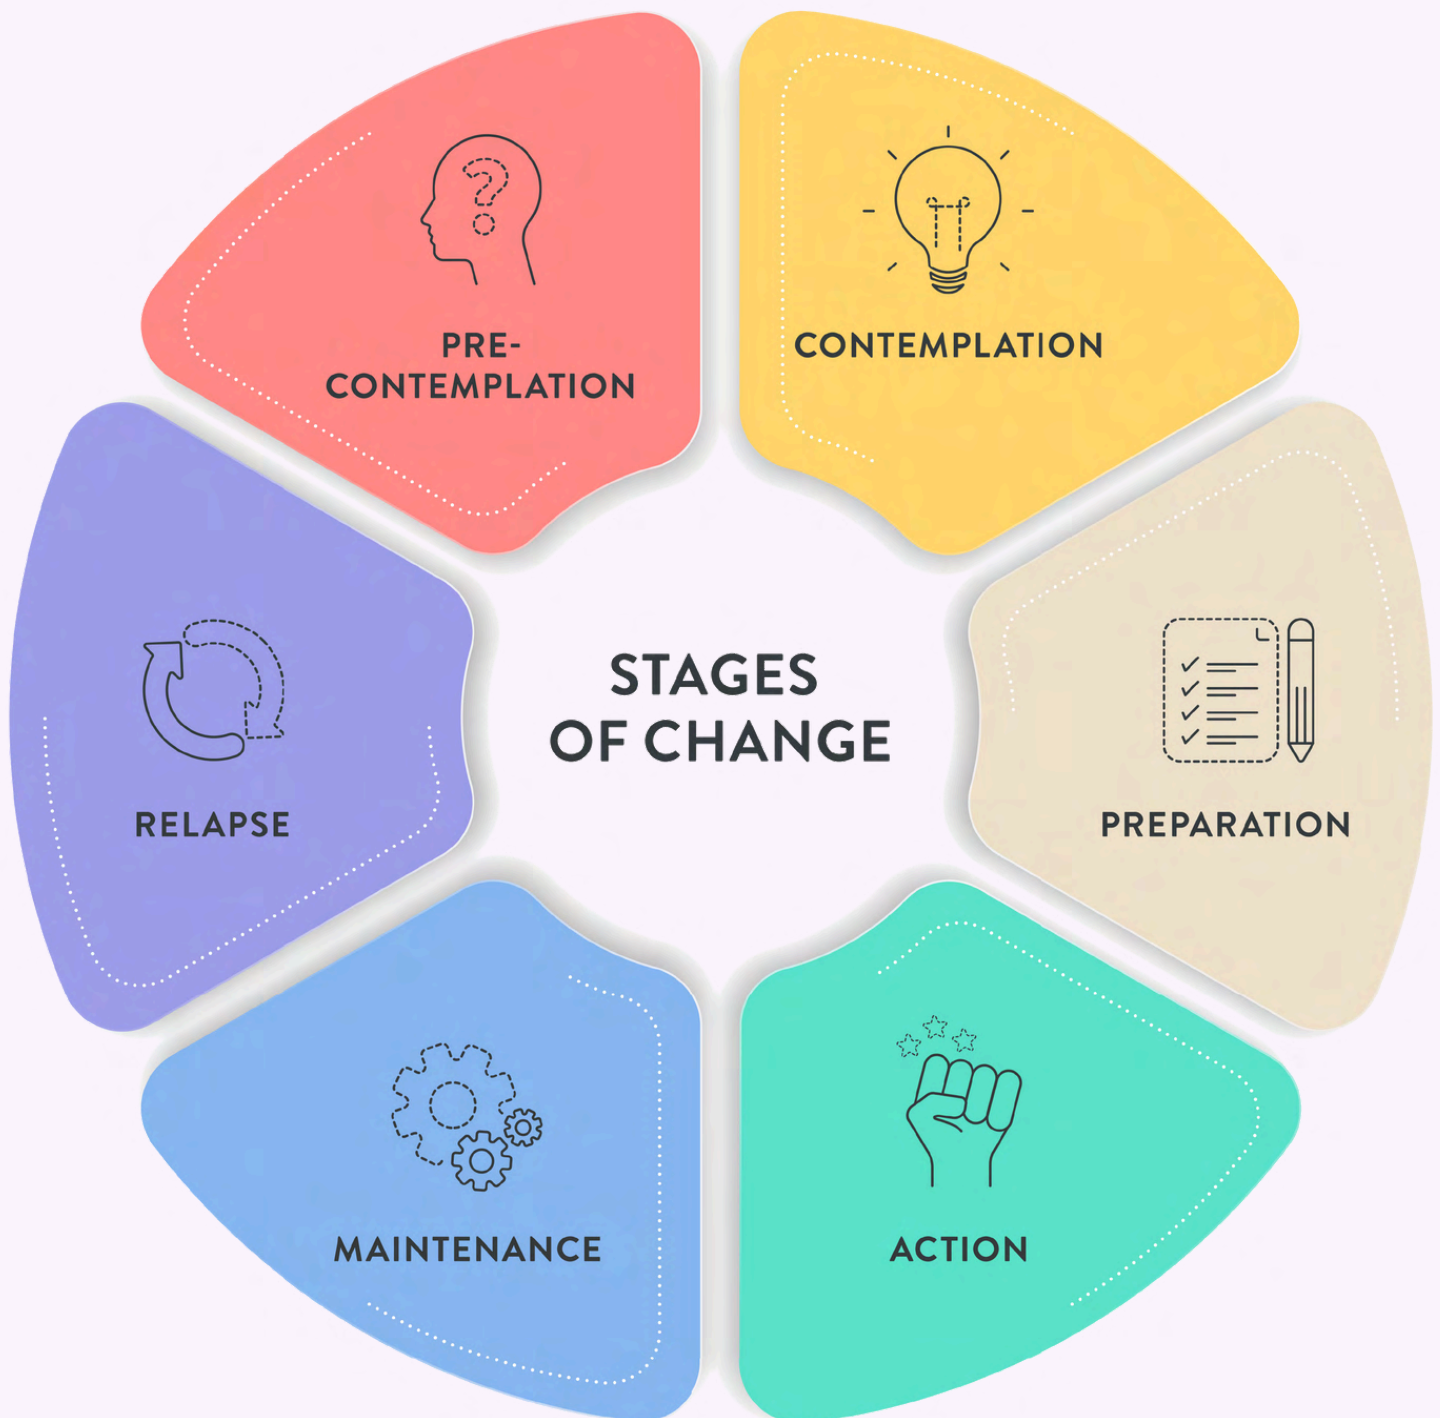 PRE-
CONTEMPLATION
CONTEMPLATION
STAGES
OF CHANGE
RELAPSE
PREPARATION
MAINTENANCE
ACTION